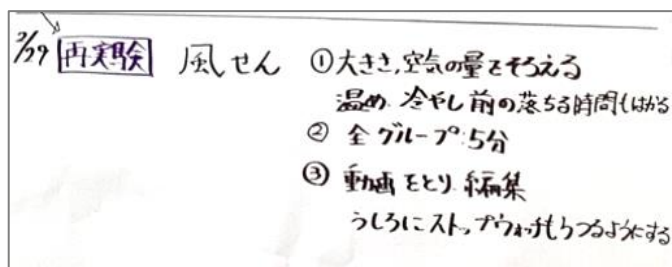 2/29 再実験 風せん ①大きさ,空気の量をそろえる
温め、冷やし前の落ちる時間もはかる
② 全グループ:5分
③ 動画をとり、編集
うしろにストップウォッチもうつるようにする